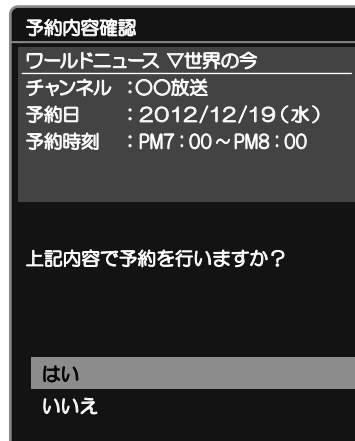 予約内容確認
ワールドニュース ▽世界の今
チャンネル :〇〇放送
予約日 :2012/12/19(水)
予約時刻 :PM7:00~PM8:00
上記内容で予約を行いますか?
はい
いいえ